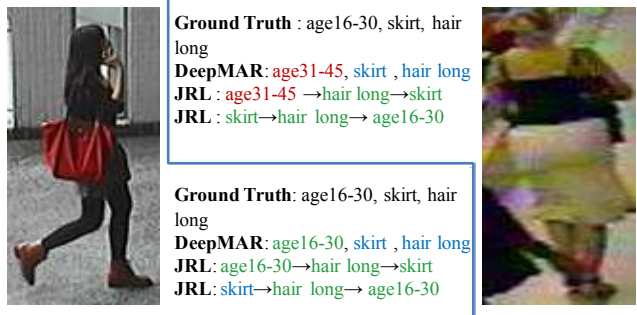 Ground Truth : age16-30, skirt, hair
long
DeepMAR: age31-45, skirt , hair long
JRL : age31-45 →hair long→skirt
JRL : skirt→hair long→ age16-30
Ground Truth: age16-30, skirt, hair
long
DeepMAR: age16-30, skirt , hair long
JRL: age16-30→hair long→skirt
JRL: skirt→hair long→ age16-30